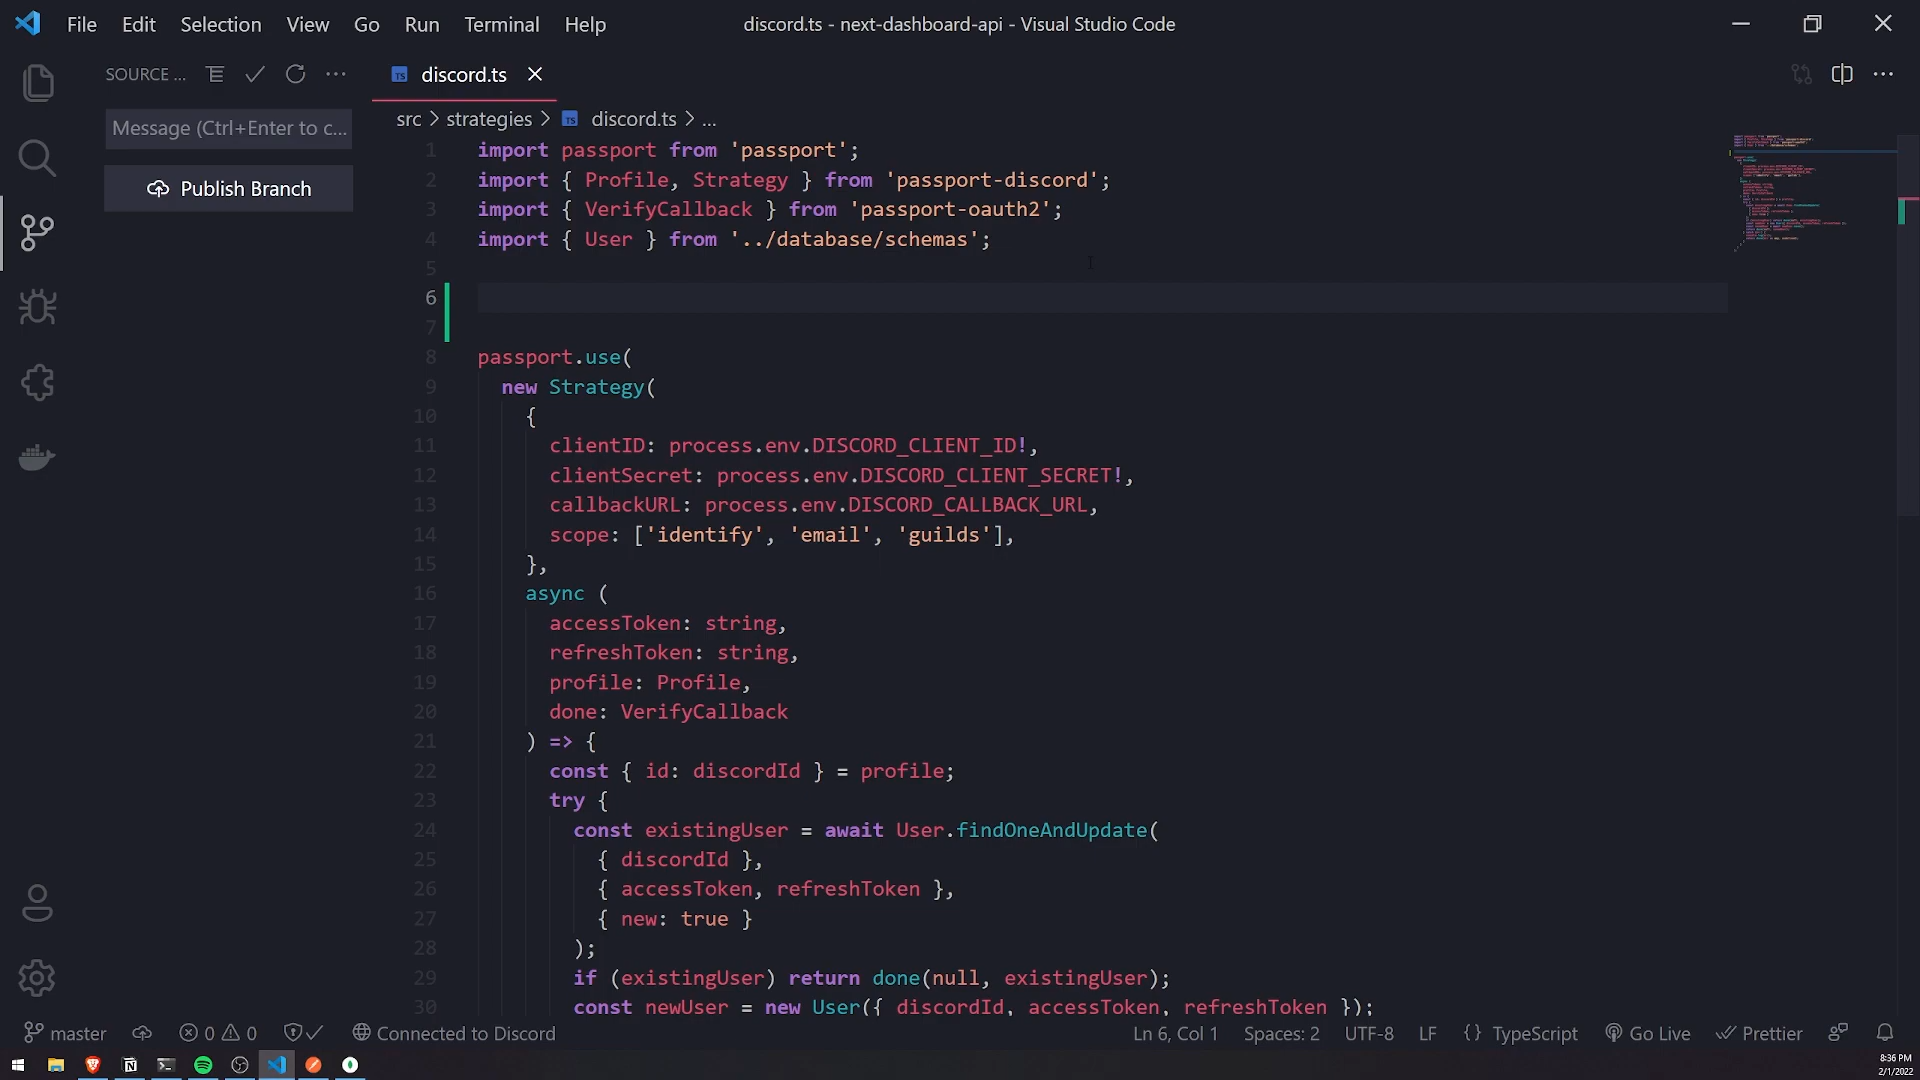 File Edit Selection View Go Run Terminal Help
discord.ts - next-dashboard-api - Visual Studio Code
SOURCE ...
TS discord.ts
src > strategies > TS discord.ts > ...
Message (Ctrl+Enter to c...
Publish Branch
1 import passport from 'passport';
2 import { Profile, Strategy } from 'passport-discord';
3 import { VerifyCallback } from 'passport-oauth2';
4 import { User } from '../database/schemas';
5
6
7
8 passport.use(
9 new Strategy(
10 {
11 clientID: process.env.DISCORD_CLIENT_ID!,
12 clientSecret: process.env.DISCORD_CLIENT_SECRET!,
13 callbackURL: process.env.DISCORD_CALLBACK_URL,
14 scope: ['identify', 'email', 'guilds'],
15 },
16 async (
17 accessToken: string,
18 refreshToken: string,
19 profile: Profile,
20 done: VerifyCallback
21 ) => {
22 const { id: discordId } = profile;
23 try {
24 const existingUser = await User.findOneAndUpdate(
25 { discordId },
26 { accessToken, refreshToken },
27 { new: true }
28 );
29 if (existingUser) return done(null, existingUser);
30 const newUser = new User({ discordId, accessToken, refreshToken });
master 0 0 Connected to Discord Ln 6, Col 1 Spaces: 2 UTF-8 LF {} TypeScript Go Live Prettier
8:36 PM
2/1/2022